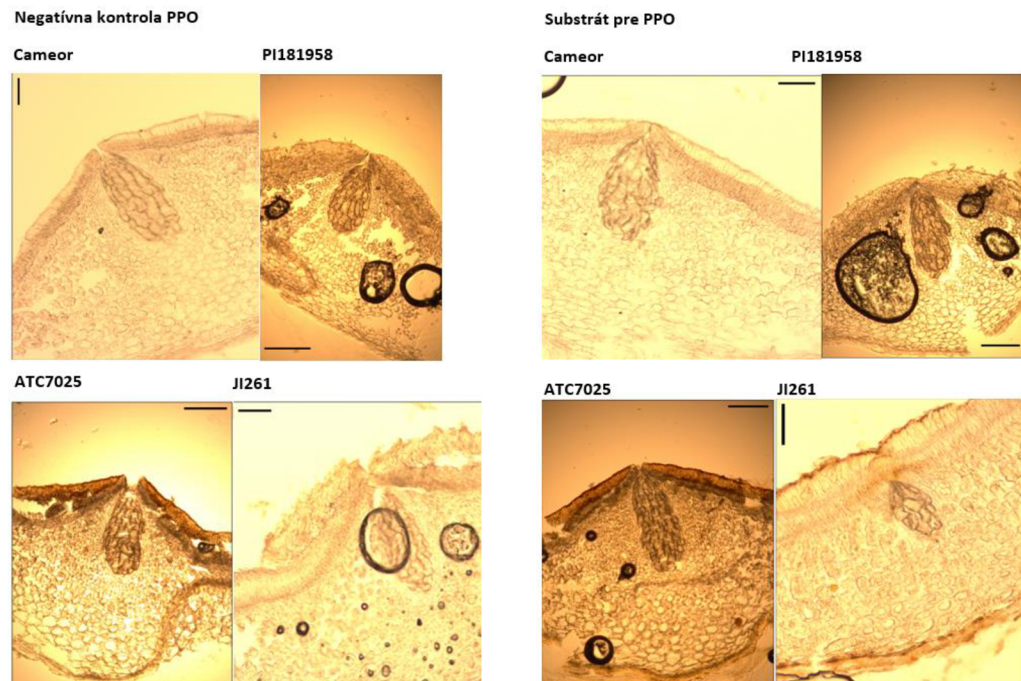 Negatívna kontrola PPO
Cameor
PI181958
ATC7025
JI261
Substrát pre PPO
Cameor
PI181958
ATC7025
JI261